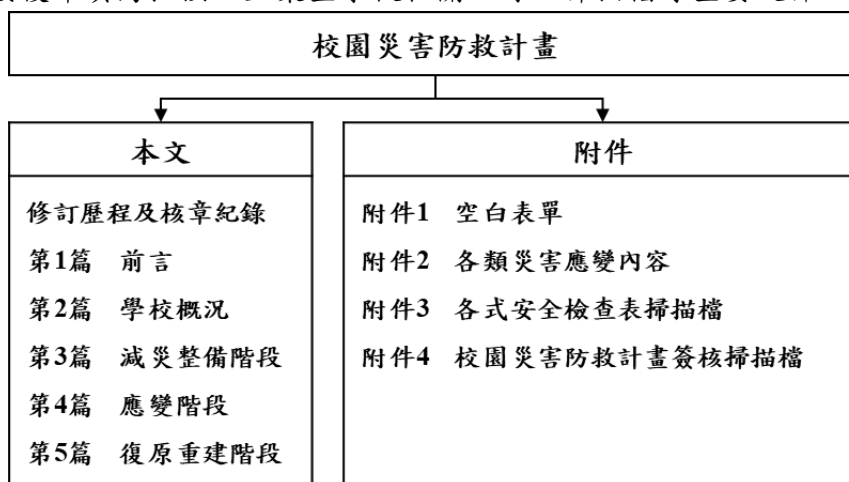 校園災害防救計畫
本文
修訂歷程及核章紀錄
第1篇 前言
第2篇 學校概況
第3篇 減災整備階段
第4篇 應變階段
第5篇 復原重建階段
附件
附件1 空白表單
附件2 各類災害應變內容
附件3 各式安全檢查表掃描檔
附件4 校園災害防救計畫簽核掃描檔